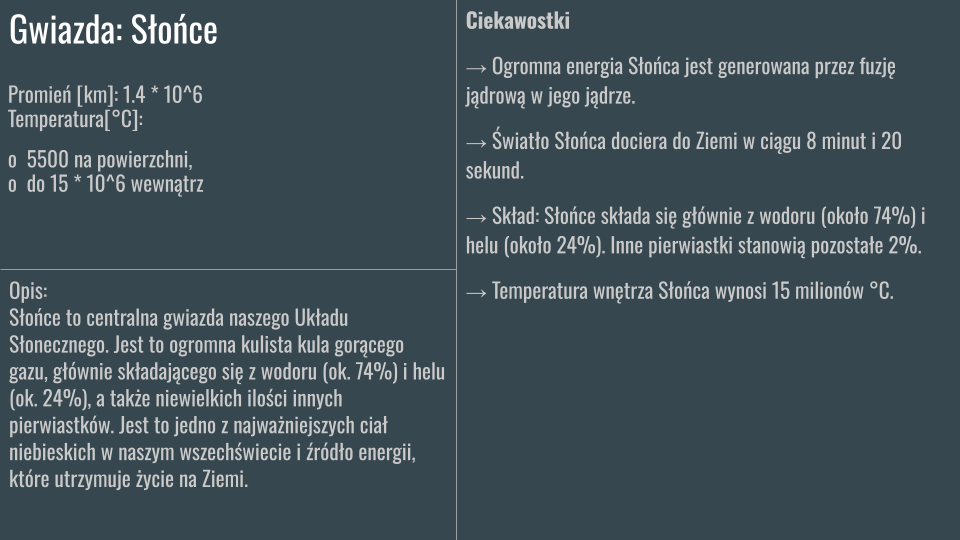 Gwiazda: Słońce
Promień [km]: 1.4 * 10^6
Temperatura[°C]:
o 5500 na powierzchni,
o do 15 * 10^6 wewnątrz
Opis:
Słońce to centralna gwiazda naszego Układu
Słonecznego. Jest to ogromna kulista kula gorącego
gazu, głównie składającego się z wodoru (ok. 74%) i helu
(ok. 24%), a także niewielkich ilości innych
pierwiastków. Jest to jedno z najważniejszych ciał
niebieskich w naszym wszechświecie i źródło energii,
które utrzymuje życie na Ziemi.
Ciekawostki
→ Ogromna energia Słońca jest generowana przez fuzję
jądrową w jego jądrze.
→ Światło Słońca dociera do Ziemi w ciągu 8 minut i 20
sekund.
→ Skład: Słońce składa się głównie z wodoru (około 74%) i
helu (około 24%). Inne pierwiastki stanowią pozostałe 2%.
→ Temperatura wnętrza Słońca wynosi 15 milionów °C.